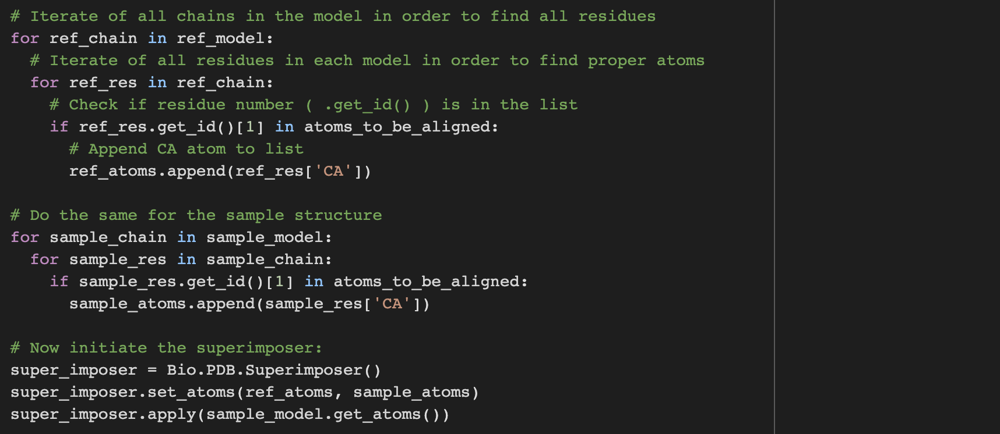 # Iterate of all chains in the model in order to find all residues
for ref_chain in ref_model:
  # Iterate of all residues in each model in order to find proper atoms
  for ref_res in ref_chain:
    # Check if residue number ( .get_id() ) is in the list
    if ref_res.get_id()[1] in atoms_to_be_aligned:
      # Append CA atom to list
      ref_atoms.append(ref_res['CA'])

# Do the same for the sample structure
for sample_chain in sample_model:
  for sample_res in sample_chain:
    if sample_res.get_id()[1] in atoms_to_be_aligned:
      sample_atoms.append(sample_res['CA'])

# Now initiate the superimposer:
super_imposer = Bio.PDB.Superimposer()
super_imposer.set_atoms(ref_atoms, sample_atoms)
super_imposer.apply(sample_model.get_atoms())